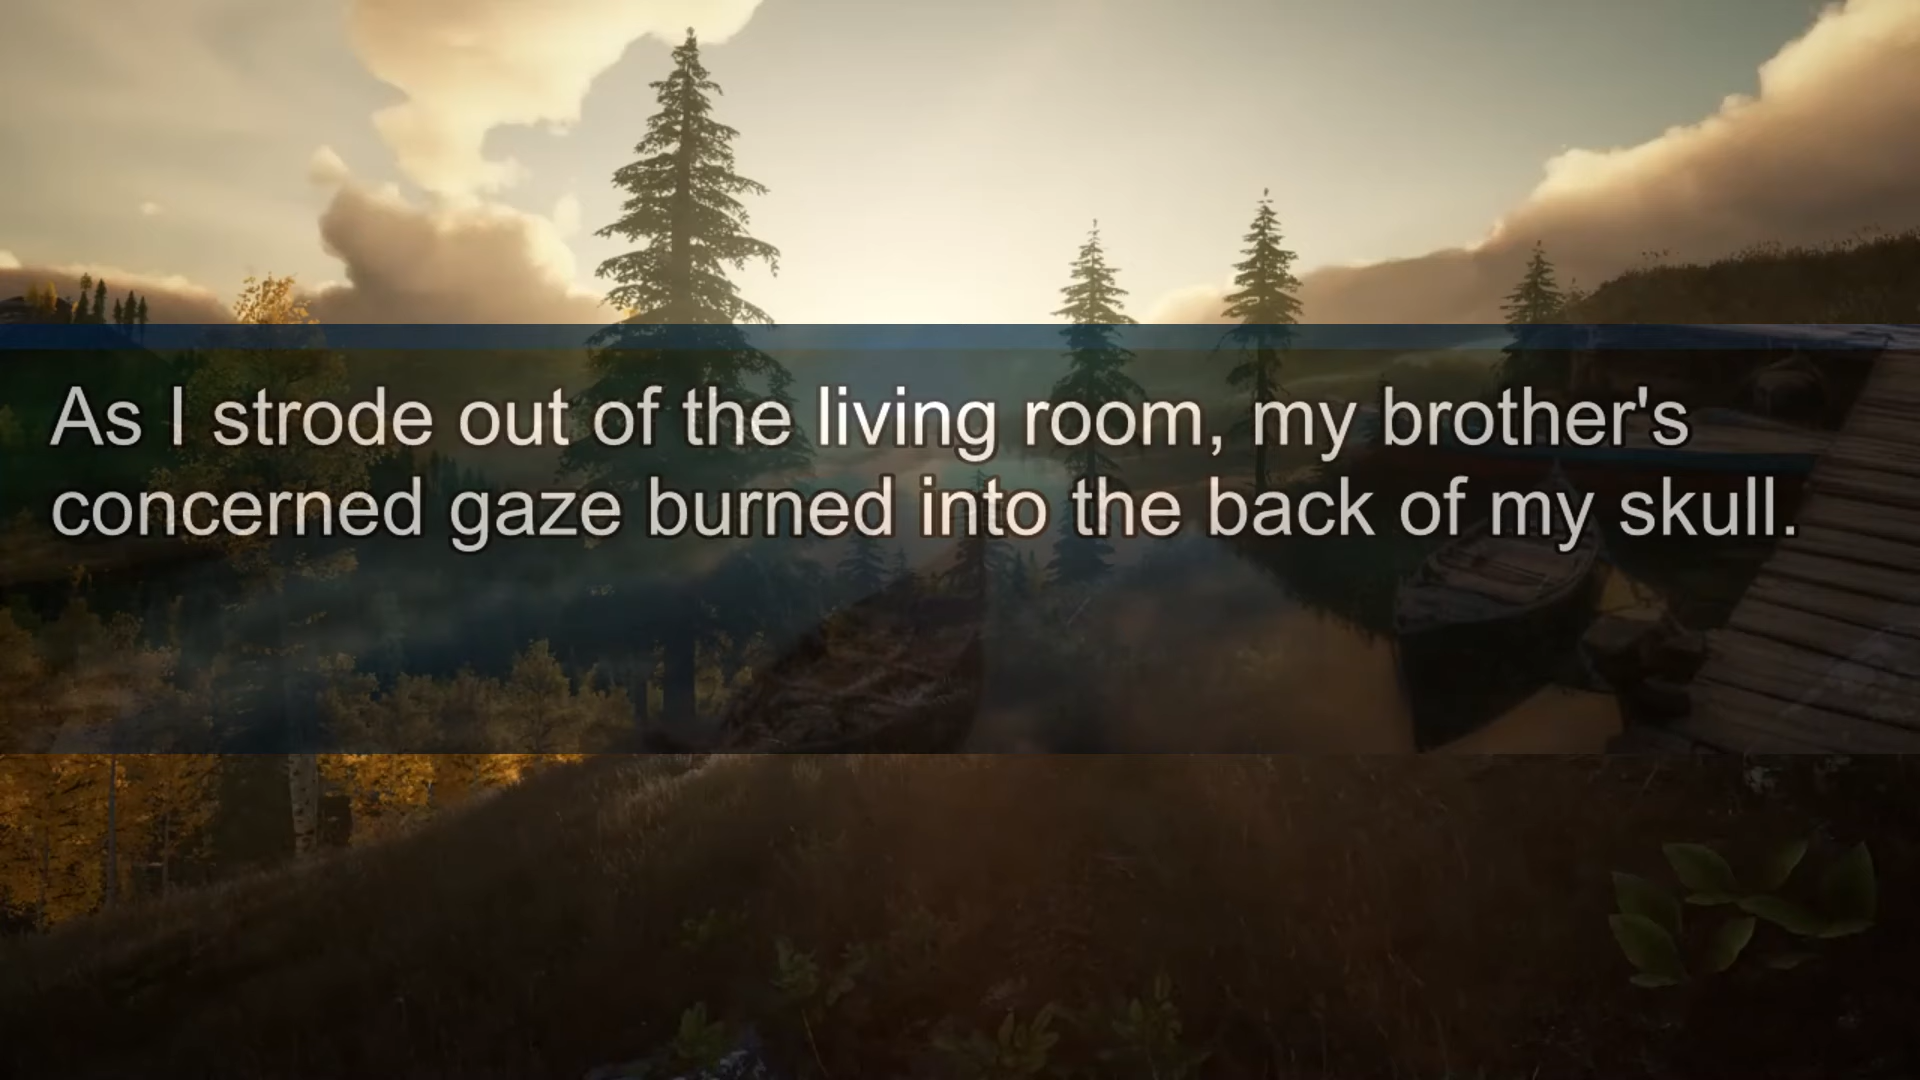 As I strode out of the living room, my brother's
concerned gaze burned into the back of my skull.